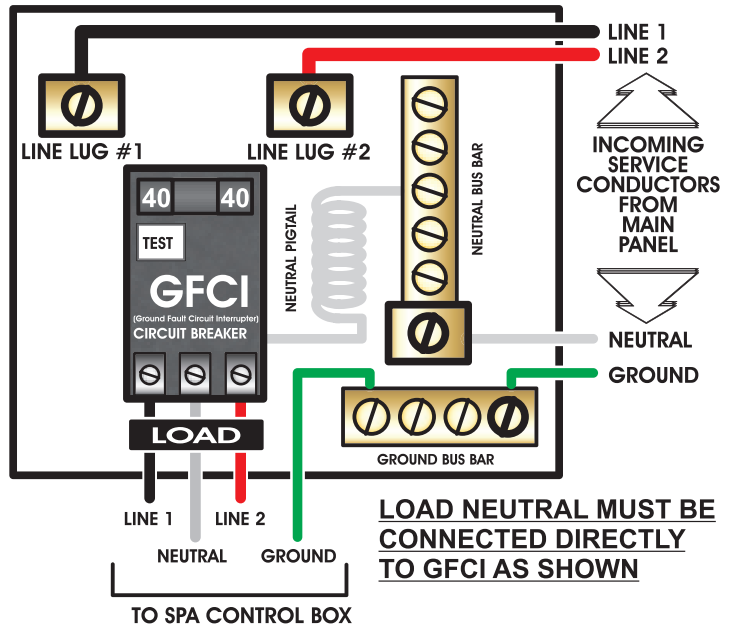 LINE 1
LINE 2
LINE LUG #1
LINE LUG #2
INCOMING
SERVICE
CONDUCTORS
FROM
MAIN
PANEL
40
40
TEST
GFCI
(Ground Fault Circuit Interrupter)
CIRCUIT BREAKER
NEUTRAL PIGTAIL
NEUTRAL BUS BAR
NEUTRAL
GROUND
LOAD
GROUND BUS BAR
LINE 1
LINE 2
NEUTRAL
GROUND
LOAD NEUTRAL MUST BE
CONNECTED DIRECTLY
TO GFCI AS SHOWN
TO SPA CONTROL BOX